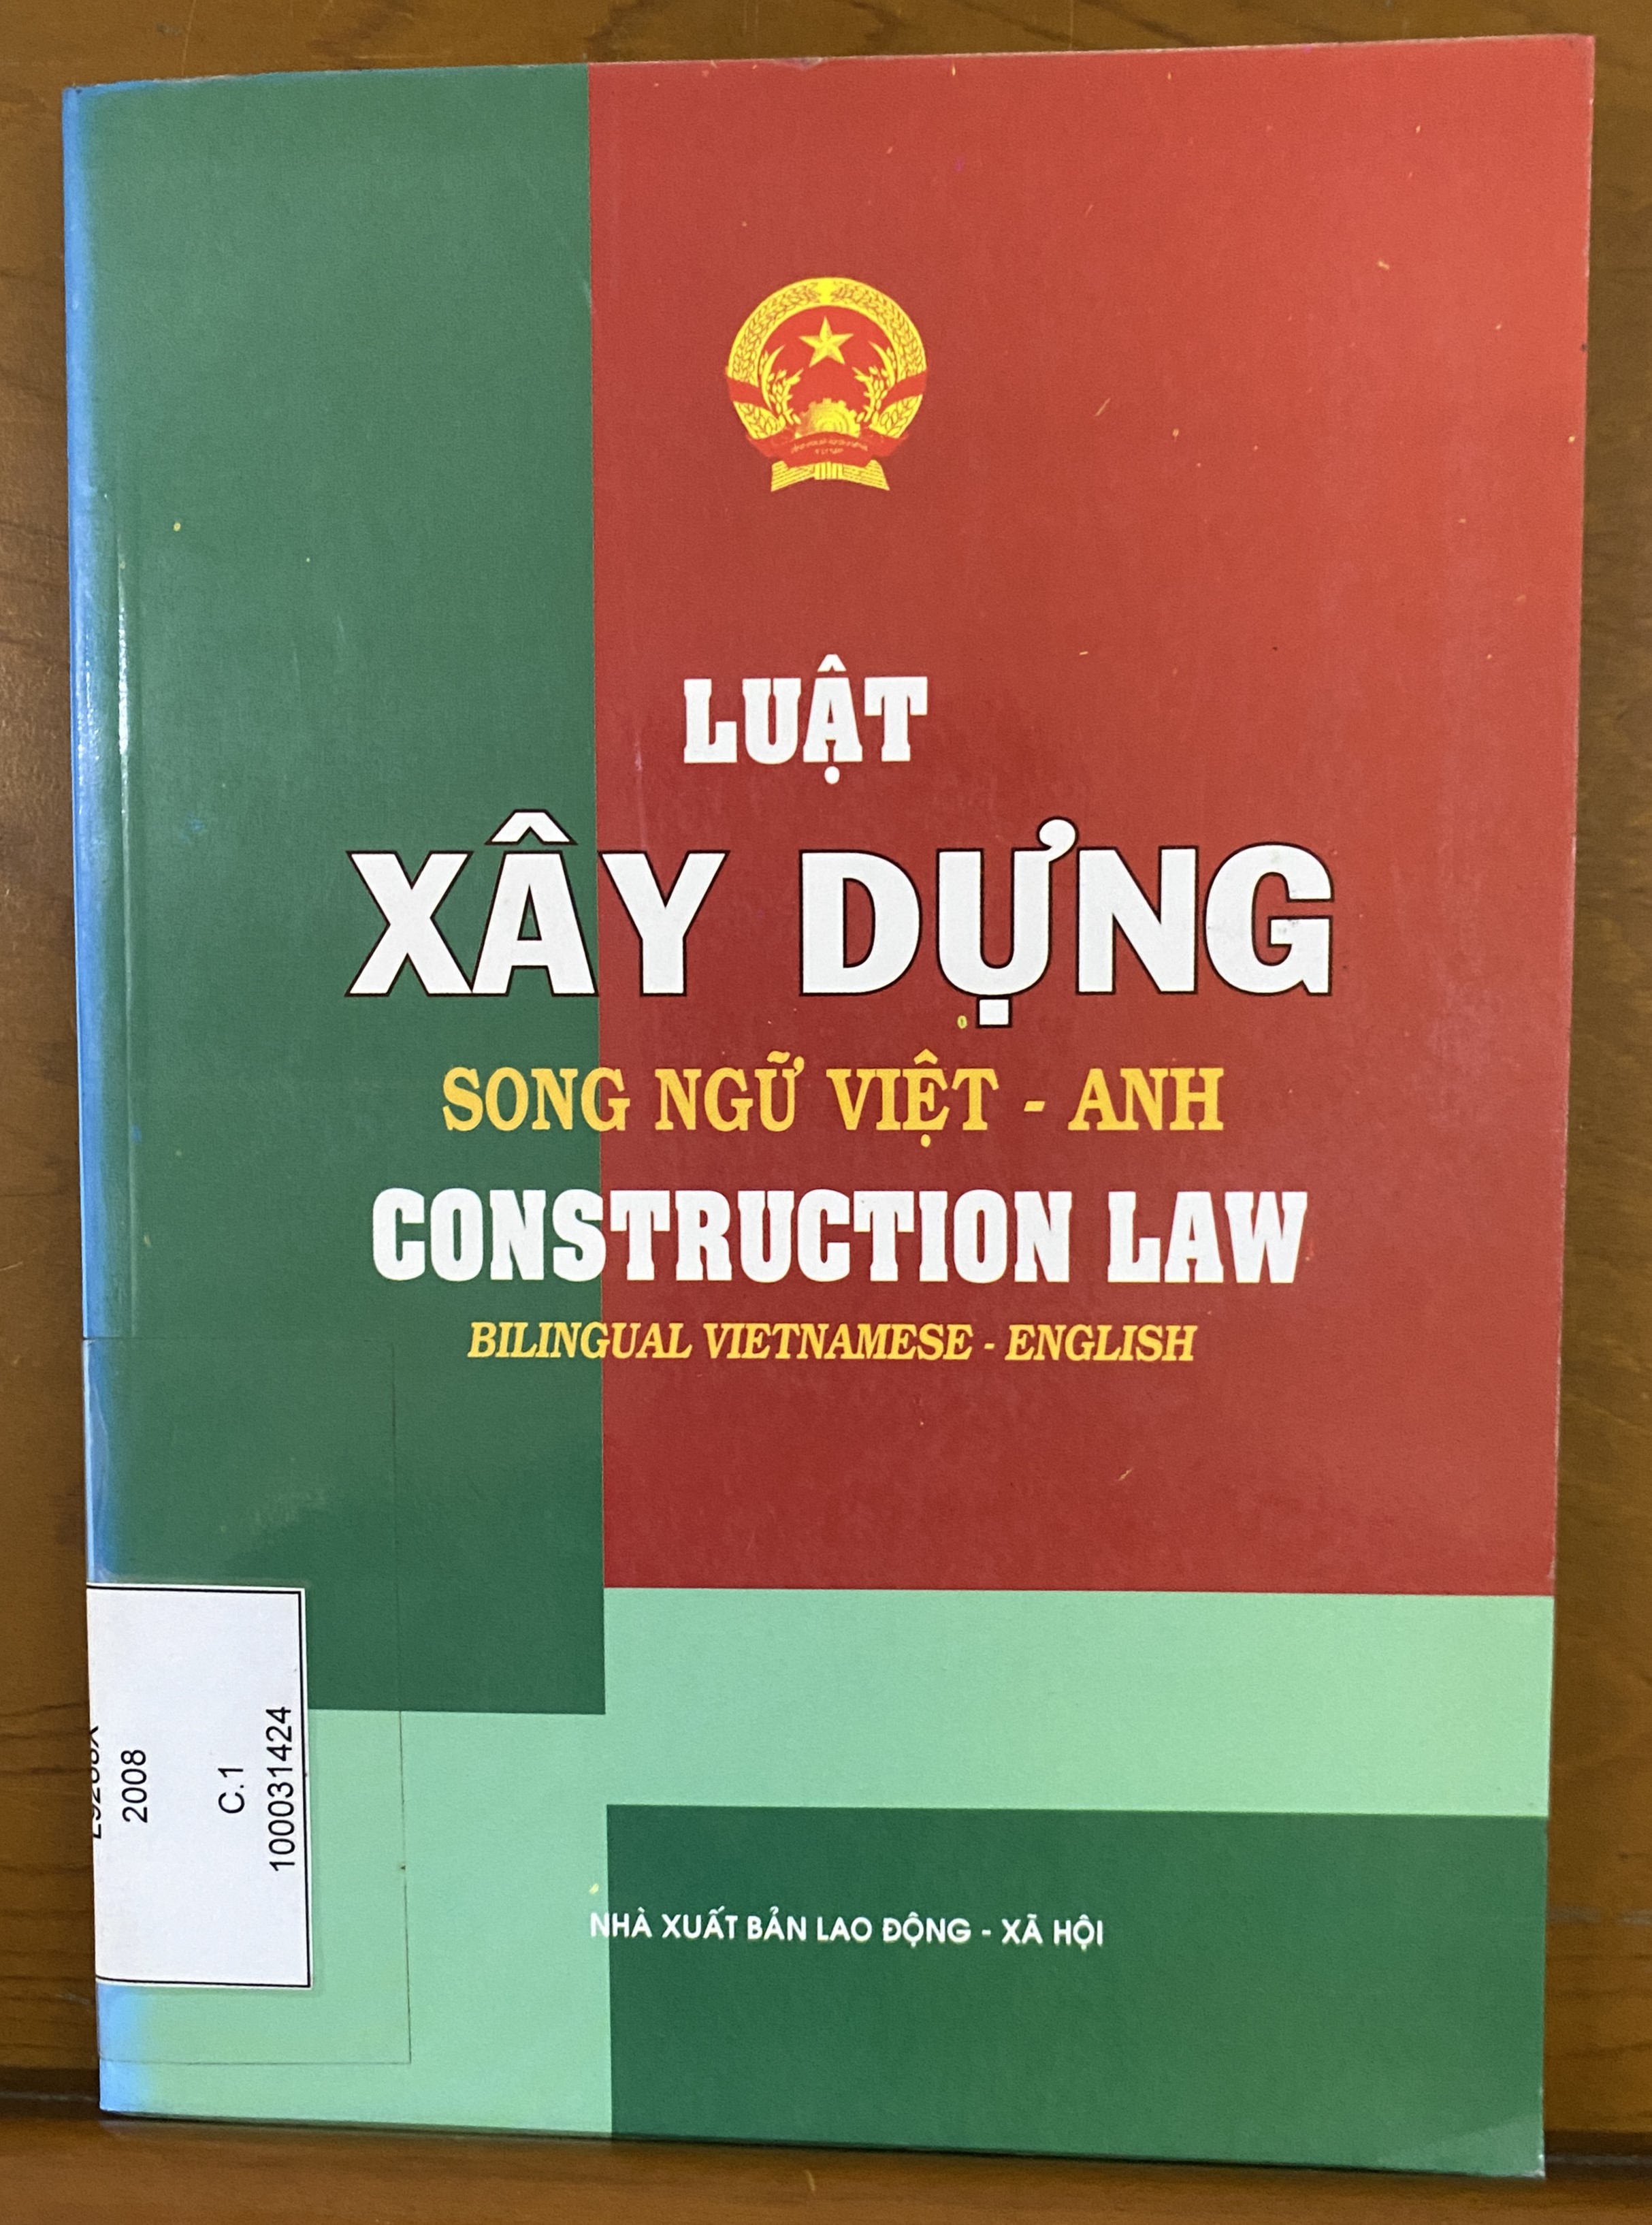 LUẬT
XÂY DỰNG
SONG NGỮ VIỆT - ANH
CONSTRUCTION LAW
BILINGUAL VIETNAMESE - ENGLISH
2008
C.1
100031424
NHÀ XUẤT BẢN LAO ĐỘNG - XÃ HỘI